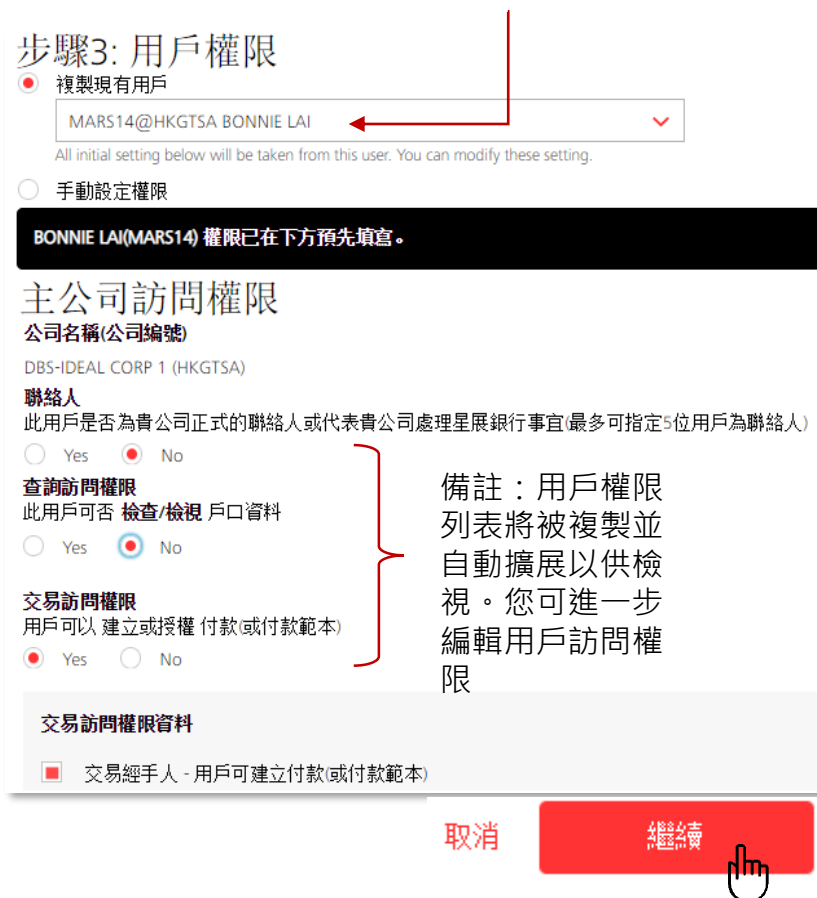 步驟3: 用戶權限
複製現有用戶
MARS14@HKGTSA BONNIE LAI
All initial setting below will be taken from this user. You can modify these setting.
手動設定權限
BONNIE LAI(MARS14) 權限已在下方預先填寫。
主公司訪問權限
公司名稱(公司編號)
DBS-IDEAL CORP 1 (HKGTSA)
聯絡人
此用戶是否為貴公司正式的聯絡人或代表貴公司處理星展銀行事宜(最多可指定5位用戶為聯絡人)
Yes No
查詢訪問權限
此用戶可否 檢查/檢視 戶口資料
Yes No
交易訪問權限
用戶可以 建立或授權 付款(或付款範本)
Yes No
備註：用戶權限
列表將被複製並
自動擴展以供檢
視。您可進一步
編輯用戶訪問權
限
交易訪問權限資料
交易經手人 - 用戶可建立付款(或付款範本)
取消 繼續